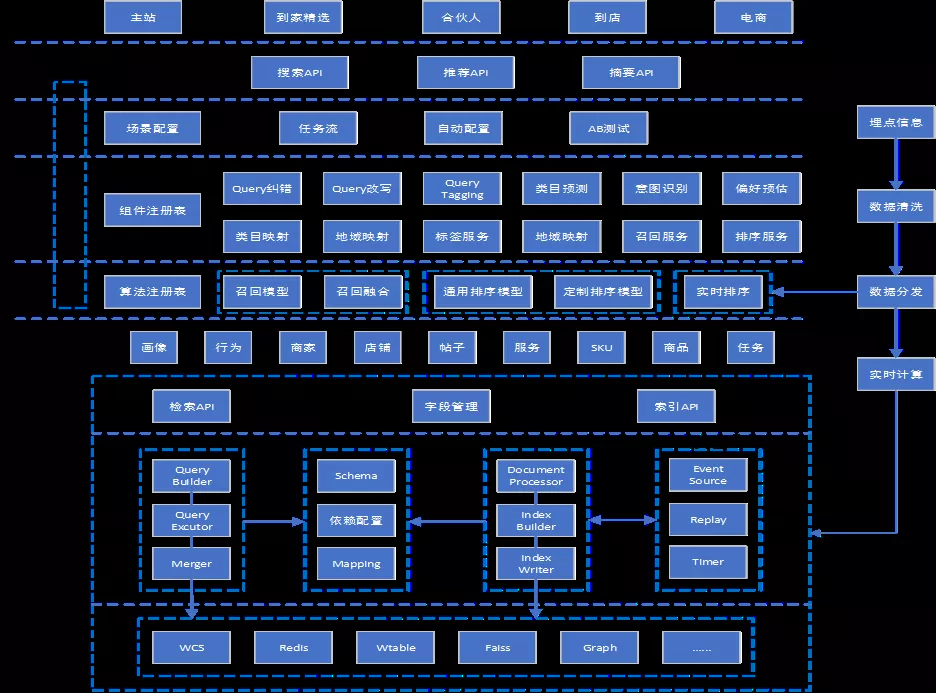 主站
到家精选
合伙人
到店
电商
搜索API
推荐API
摘要API
场景配置
任务流
自动配置
AB测试
埋点信息
组件注册表
Query纠错
Query改写
Query
Tagging
类目预测
意图识别
偏好预估
数据清洗
类目映射
地域映射
标签服务
地域映射
召回服务
排序服务
算法注册表
召回模型
召回融合
通用排序模型
定制排序模型
实时排序
数据分发
画像
行为
商家
店铺
帖子
服务
SKU
商品
任务
实时计算
检索API
字段管理
索引API
Query
Builder
Query
Excutor
Merger
Schema
依赖配置
Mapping
Document
Processor
Index
Builder
Index
Writer
Event
Source
Replay
Timer
WCS
Redis
Wtable
Faiss
Graph
......